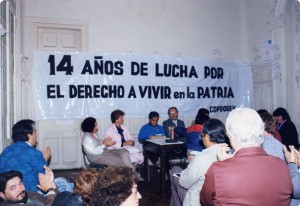 14 AÑOS DE LUCHA POR
EL DERECHO A VIVIR en la PATRIA